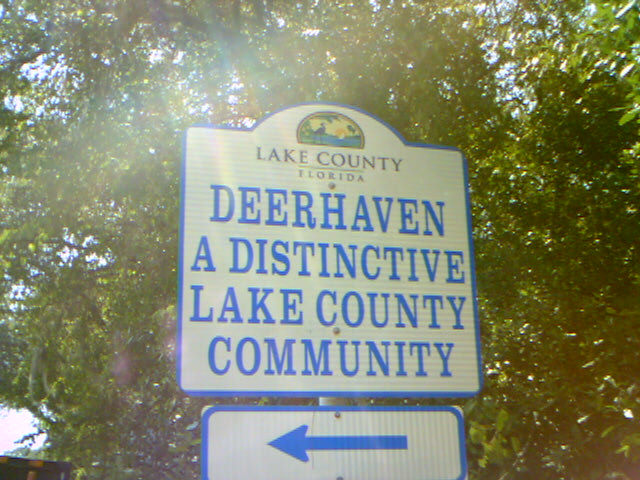 LAKE COUNTY
FLORIDA
DEERHAVEN
A DISTINCTIVE
LAKE COUNTY
COMMUNITY